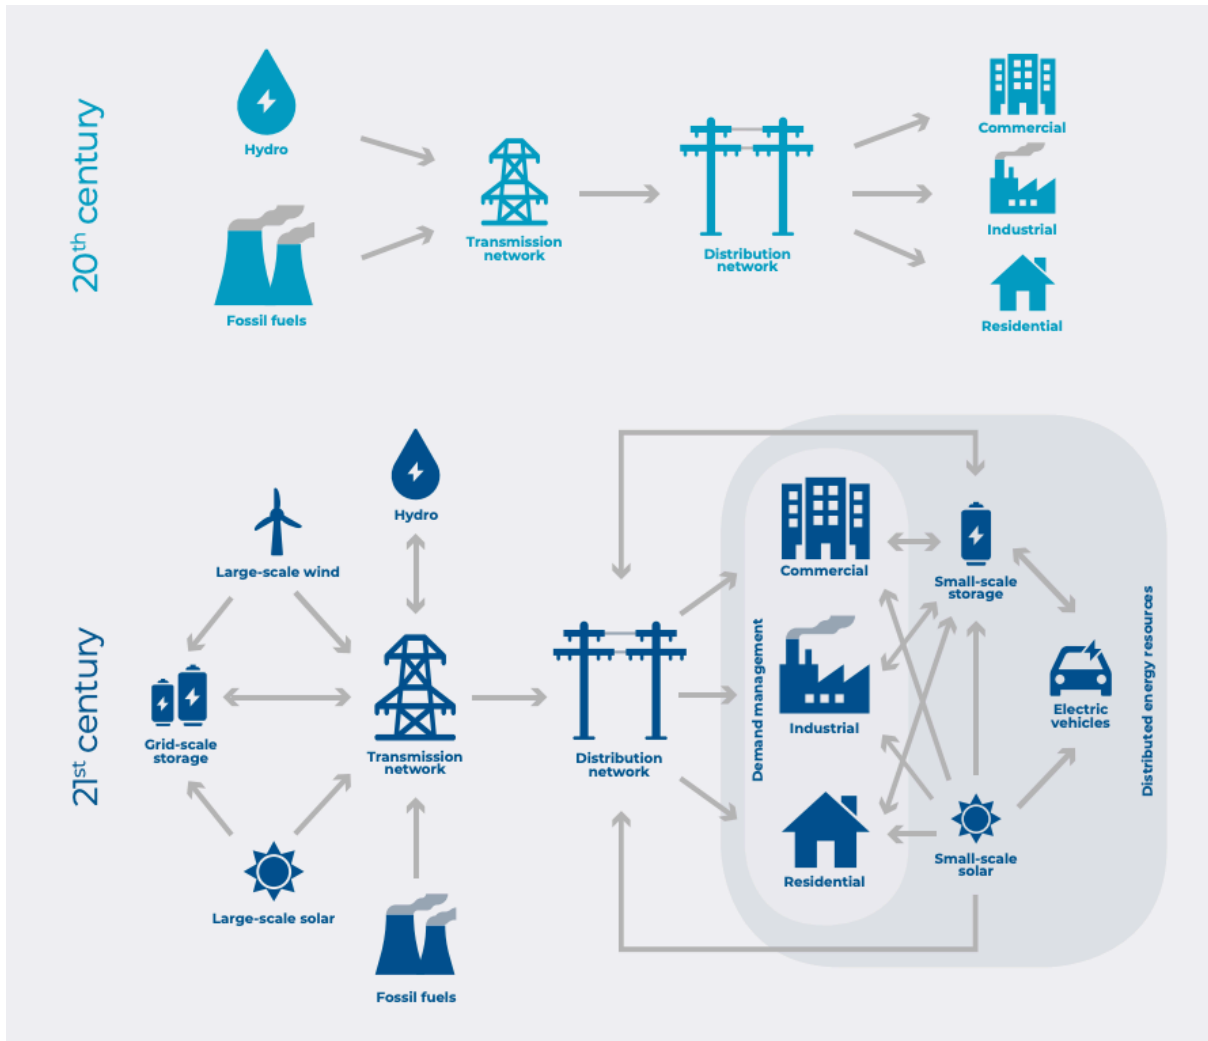 20th century
Hydro
Fossil fuels
Transmission
network
Distribution
network
Commercial
Industrial
Residential
21st century
Hydro
Large-scale wind
Grid-scale
storage
Large-scale solar
Transmission
network
Fossil fuels
Distribution
network
Demand management
Commercial
Industrial
Residential
Small-scale
storage
Electric
vehicles
Small-scale
solar
Distributed energy resources